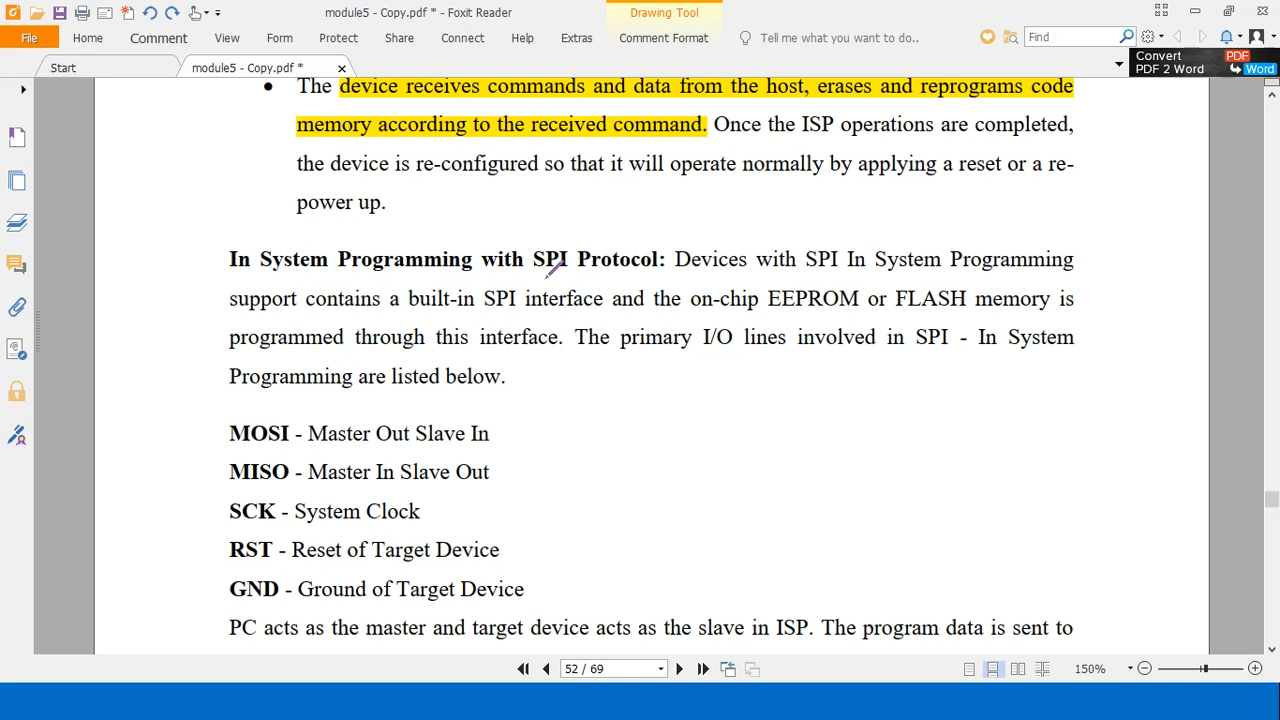 module5 - Copy.pdf * - Foxit Reader
Drawing Tool
File Home Comment View Form Protect Share Connect Help Extras Comment Format Tell me what you want to do.. Find
Start module5 - Copy.pdf *
Convert PDF
PDF 2 Word Word
• The device receives commands and data from the host, erases and reprograms code
memory according to the received command. Once the ISP operations are completed,
the device is re-configured so that it will operate normally by applying a reset or a re-
power up.
In System Programming with SPI Protocol: Devices with SPI In System Programming
support contains a built-in SPI interface and the on-chip EEPROM or FLASH memory is
programmed through this interface. The primary I/O lines involved in SPI - In System
Programming are listed below.
MOSI - Master Out Slave In
MISO - Master In Slave Out
SCK - System Clock
RST - Reset of Target Device
GND - Ground of Target Device
PC acts as the master and target device acts as the slave in ISP. The program data is sent to
52 / 69
150%